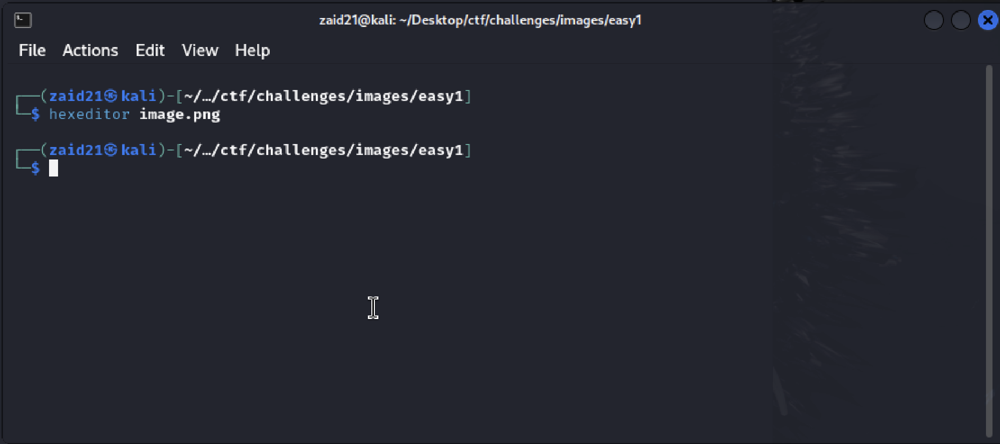 zaid21@kali: ~/Desktop/ctf/challenges/images/easy1
File Actions Edit View Help
┌──(zaid21㉿kali)-[~/…/ctf/challenges/images/easy1]
└─$ hexeditor image.png
┌──(zaid21㉿kali)-[~/…/ctf/challenges/images/easy1]
└─$